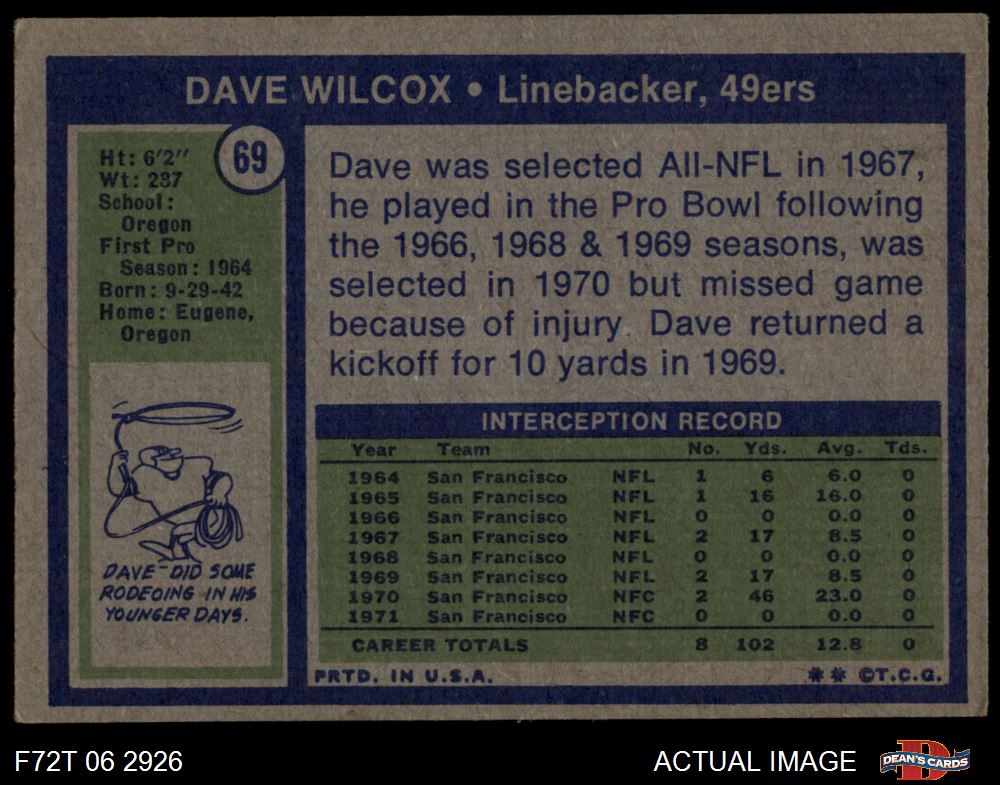 DAVE WILCOX • Linebacker, 49ers
69
Ht: 6'2"
Wt: 237
School:
Oregon
First Pro
Season: 1964
Born: 9-29-42
Home: Eugene,
Oregon
DAVE DID SOME
RODEOING IN HIS
YOUNGER DAYS.
Dave was selected All-NFL in 1967,
he played in the Pro Bowl following
the 1966, 1968 & 1969 seasons, was
selected in 1970 but missed game
because of injury. Dave returned a
kickoff for 10 yards in 1969.
INTERCEPTION RECORD
Year Team No. Yds. Avg. Tds.
1964 San Francisco NFL 1 6 6.0 0
1965 San Francisco NFL 1 16 16.0 0
1966 San Francisco NFL 0 0 0.0 0
1967 San Francisco NFL 2 17 8.5 0
1968 San Francisco NFL 0 0 0.0 0
1969 San Francisco NFL 2 17 8.5 0
1970 San Francisco NFC 2 46 23.0 0
1971 San Francisco NFC 0 0 0.0 0
CAREER TOTALS 8 102 12.8 0
PRTD. IN U.S.A. ** ©T.C.G.
F72T 06 2926 ACTUAL IMAGE D DEAN'S CARDS